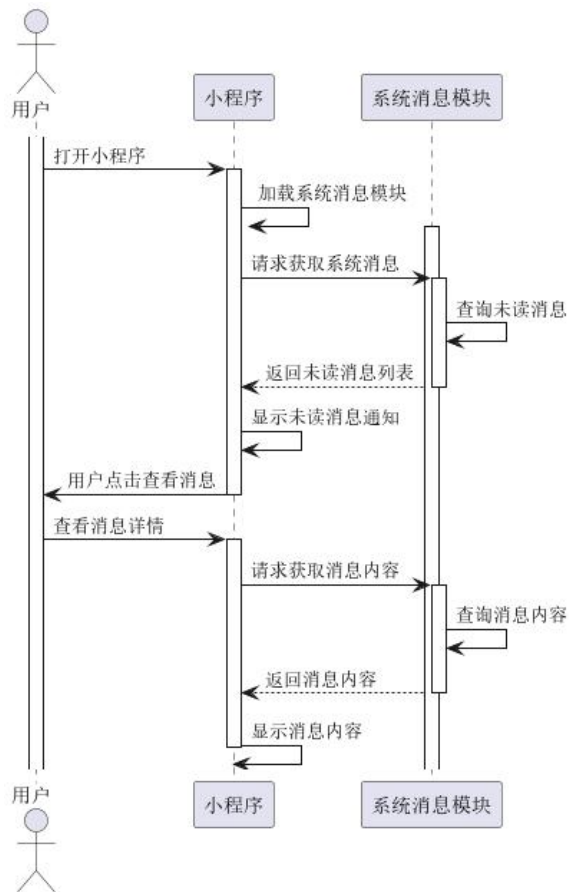 用户
小程序
系统消息模块
打开小程序
加载系统消息模块
请求获取系统消息
查询未读消息
返回未读消息列表
显示未读消息通知
用户点击查看消息
查看消息详情
请求获取消息内容
查询消息内容
返回消息内容
显示消息内容
用户
小程序
系统消息模块